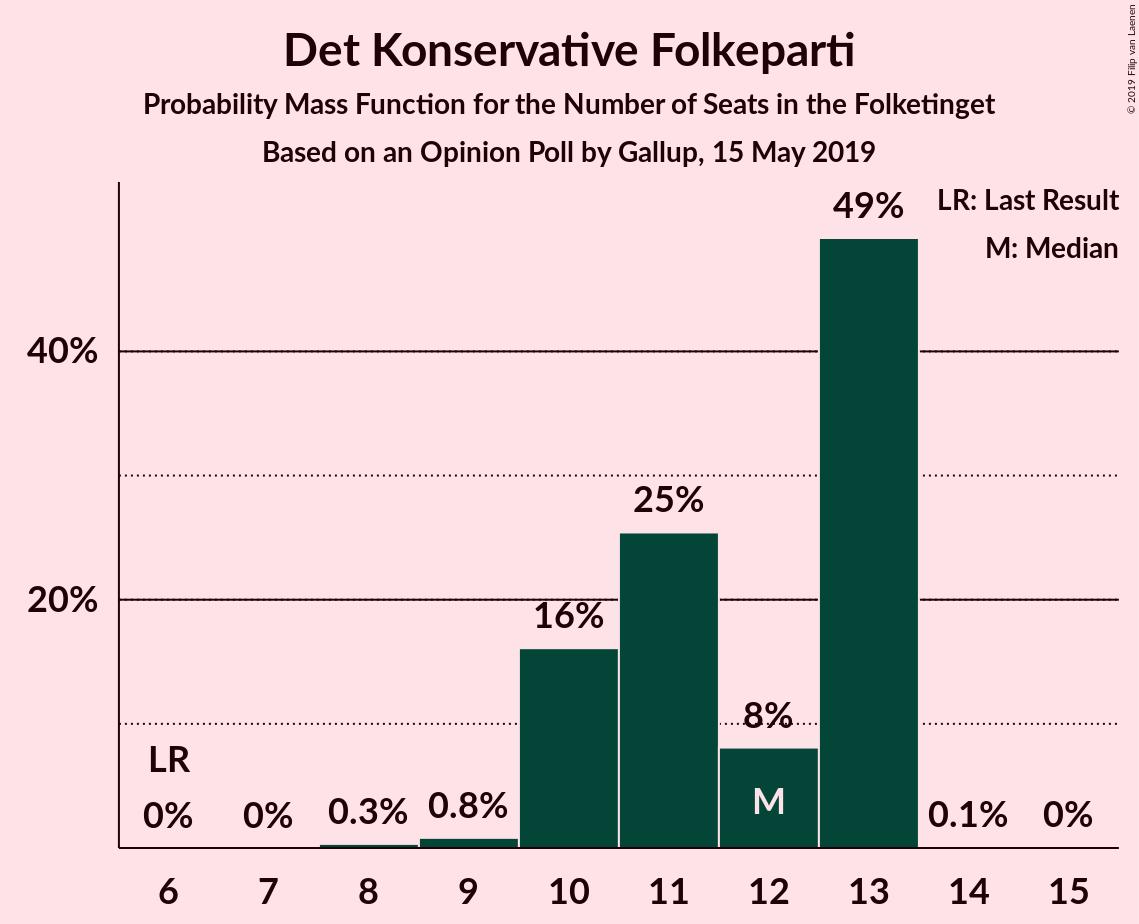 Det Konservative Folkeparti
Probability Mass Function for the Number of Seats in the Folketinget
Based on an Opinion Poll by Gallup, 15 May 2019
© 2019 Filip van Laenen
LR: Last Result
M: Median
49%
40%
25%
20%
16%
8%
LR
M
0%
0%
0.3%
0.8%
0.1%
0%
6 7 8 9 10 11 12 13 14 15